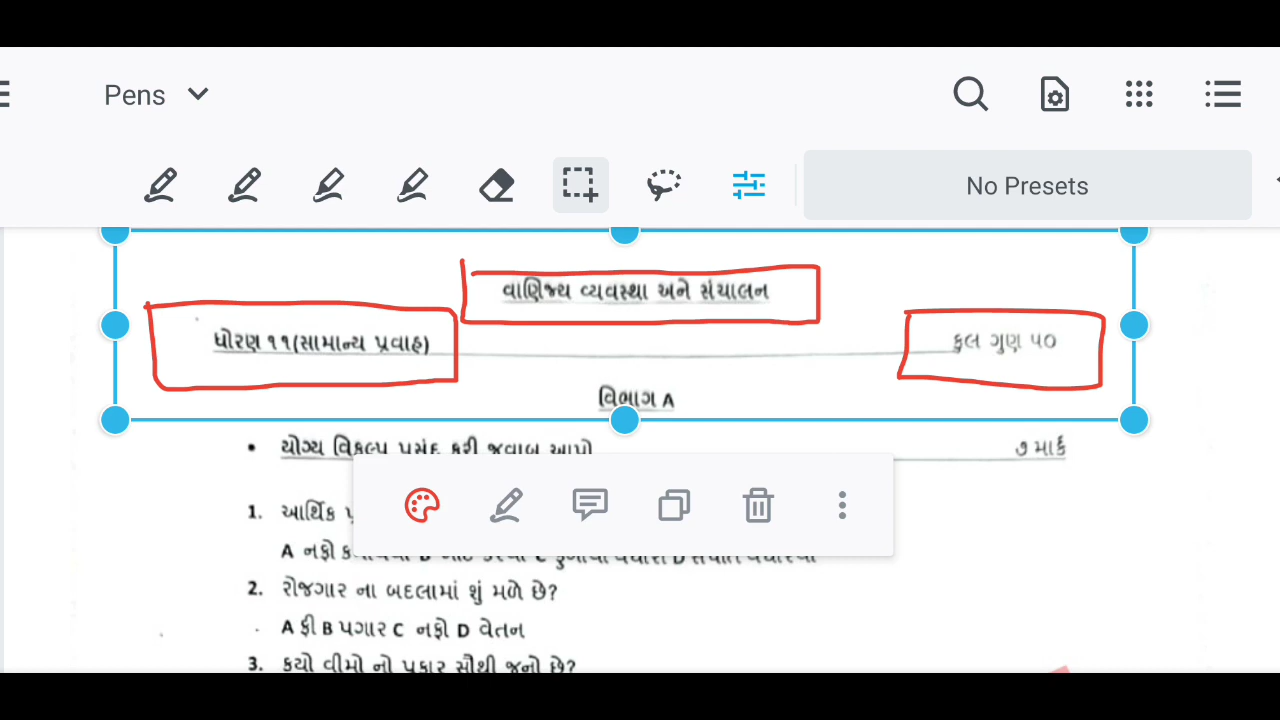 Pens
No Presets
વાણિજ્ય વ્યવસ્થા અને સંચાલન
ધોરણ ૧૧(સામાન્ય પ્રવાહ)
કુલ ગુણ ૫૦
વિભાગ A
• યોગ્ય વિકલ્પ પસંદ કરી જવાબ આપો
૭ માર્ક
1. આર્થિક
A નફો
2. રોજગાર ના બદલામાં શું મળે છે?
A ફી B પગાર C નફો D વેતન
3. કયો વીમો નો પ્રકાર સૌથી જૂનો છે?